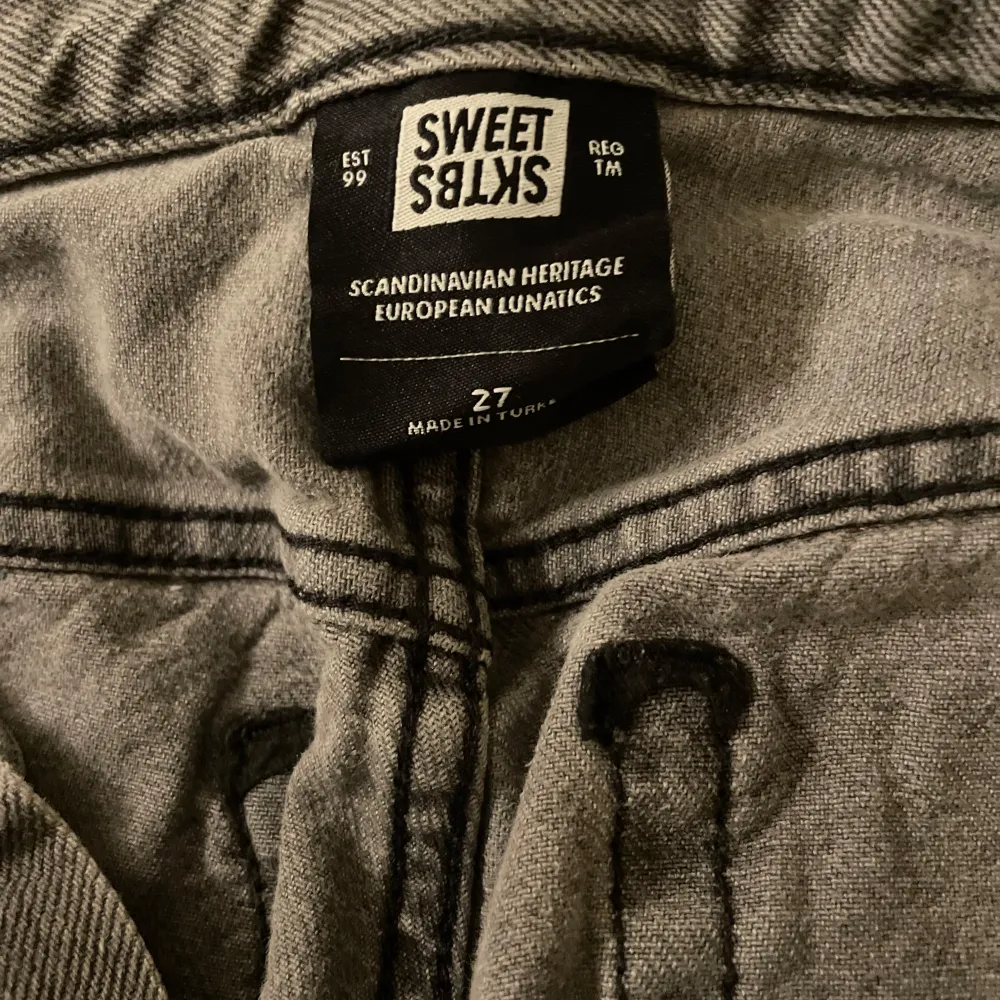 EST
99
SWEET
SKTBS
REG
TM
SCANDINAVIAN HERITAGE
EUROPEAN LUNATICS
27
MADE IN